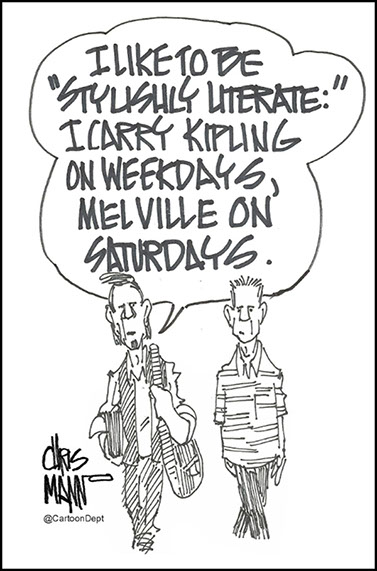 I LIKE TO BE
"STYLISHLY LITERATE:"
I CARRY KIPLING
ON WEEKDAYS,
MELVILLE ON
SATURDAYS.
CHRIS
MANN
@CartoonDept